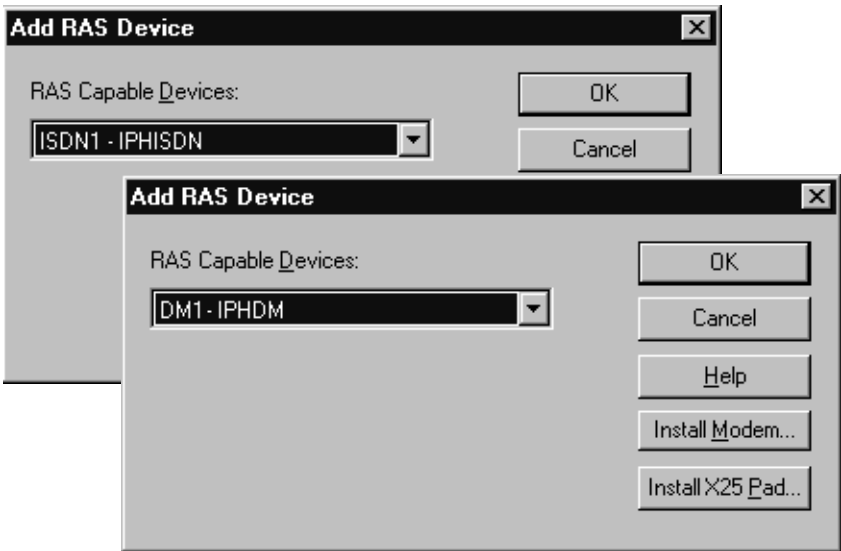 Add RAS Device
RAS Capable Devices:
OK
ISDN1 - IPHISDN
Cancel
Add RAS Device
RAS Capable Devices:
OK
DM1 - IPHDM
Cancel
Help
Install Modem...
Install X25 Pad...